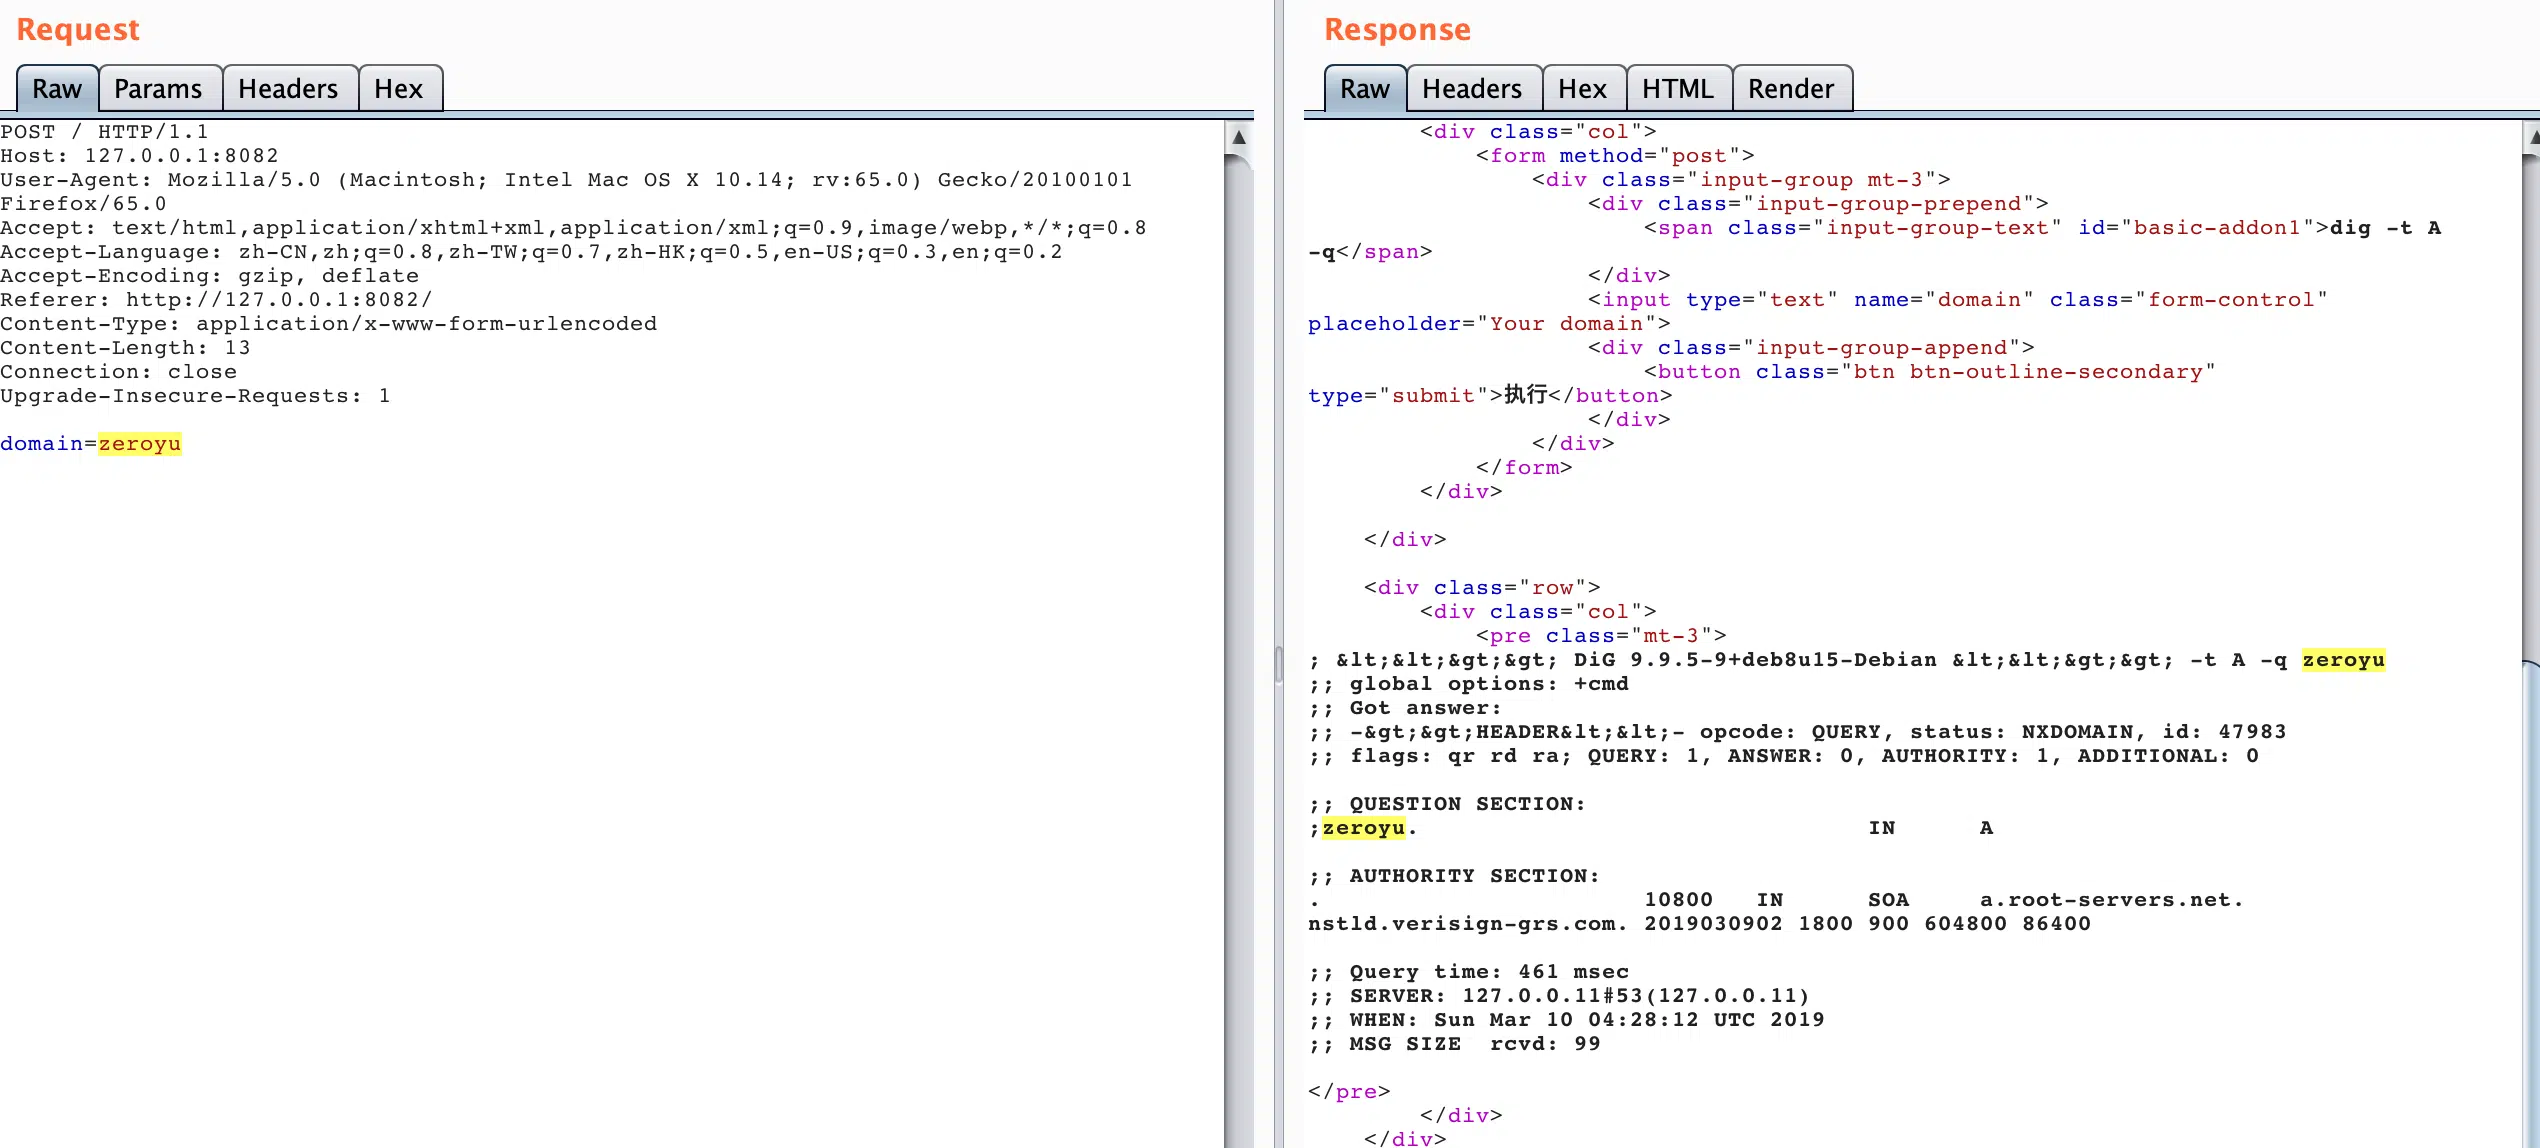 Request
Raw Params Headers Hex
POST / HTTP/1.1
Host: 127.0.0.1:8082
User-Agent: Mozilla/5.0 (Macintosh; Intel Mac OS X 10.14; rv:65.0) Gecko/20100101
Firefox/65.0
Accept: text/html,application/xhtml+xml,application/xml;q=0.9,image/webp,*/*;q=0.8
Accept-Language: zh-CN,zh;q=0.8,zh-TW;q=0.7,zh-HK;q=0.5,en-US;q=0.3,en;q=0.2
Accept-Encoding: gzip, deflate
Referer: http://127.0.0.1:8082/
Content-Type: application/x-www-form-urlencoded
Content-Length: 13
Connection: close
Upgrade-Insecure-Requests: 1
domain=zeroyu
Response
Raw Headers Hex HTML Render
<div class="col">
<form method="post">
<div class="input-group mt-3">
<div class="input-group-prepend">
<span class="input-group-text" id="basic-addon1">dig -t A
-q</span>
</div>
<input type="text" name="domain" class="form-control"
placeholder="Your domain">
<div class="input-group-append">
<button class="btn btn-outline-secondary"
type="submit">执行</button>
</div>
</div>
</form>
</div>
</div>
<div class="row">
<div class="col">
<pre class="mt-3">
; &lt;&lt;&gt;&gt; DiG 9.9.5-9+deb8u15-Debian &lt;&lt;&gt;&gt; -t A -q zeroyu
;; global options: +cmd
;; Got answer:
;; -&gt;&gt;HEADER&lt;&lt;- opcode: QUERY, status: NXDOMAIN, id: 47983
;; flags: qr rd ra; QUERY: 1, ANSWER: 0, AUTHORITY: 1, ADDITIONAL: 0
;; QUESTION SECTION:
;zeroyu. IN A
;; AUTHORITY SECTION:
. 10800 IN SOA a.root-servers.net.
nstld.verisign-grs.com. 2019030902 1800 900 604800 86400
;; Query time: 461 msec
;; SERVER: 127.0.0.11#53(127.0.0.11)
;; WHEN: Sun Mar 10 04:28:12 UTC 2019
;; MSG SIZE rcvd: 99
</pre>
</div>
</div>